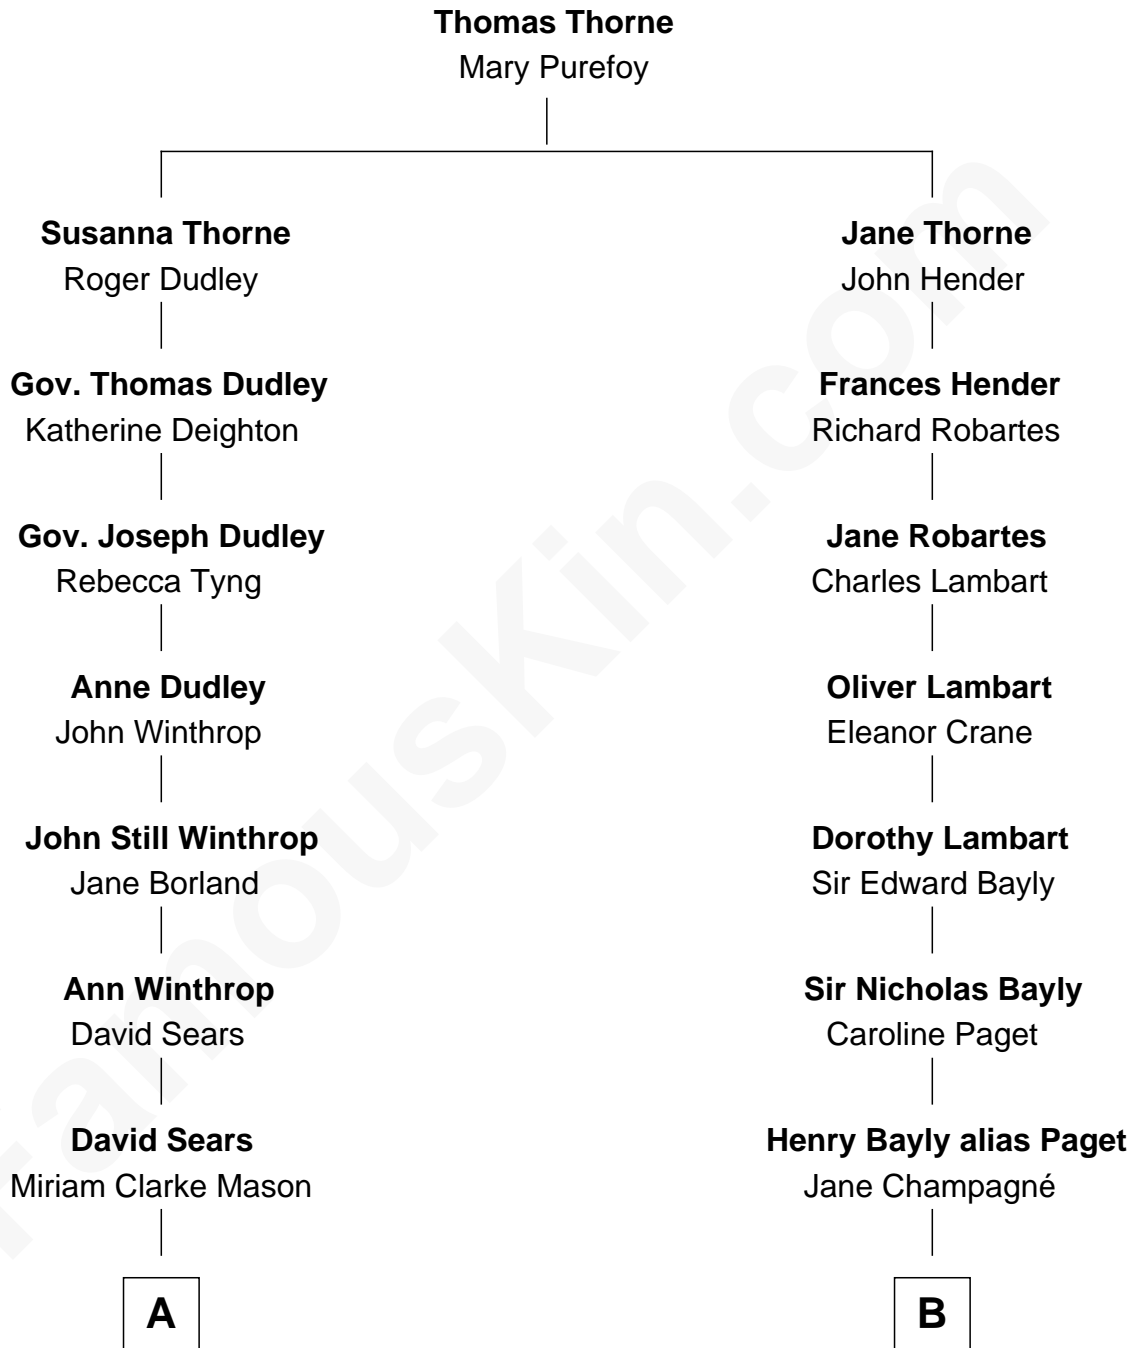 Thomas Thorne
Mary Purefoy
Susanna Thorne
Roger Dudley
Jane Thorne
John Hender
Gov. Thomas Dudley
Katherine Deighton
Frances Hender
Richard Robartes
Gov. Joseph Dudley
Rebecca Tyng
Jane Robartes
Charles Lambart
Anne Dudley
John Winthrop
Oliver Lambart
Eleanor Crane
John Still Winthrop
Jane Borland
Dorothy Lambart
Sir Edward Bayly
Ann Winthrop
David Sears
Sir Nicholas Bayly
Caroline Paget
David Sears
Miriam Clarke Mason
Henry Bayly alias Paget
Jane Champagné
A
B
FamousKin.com